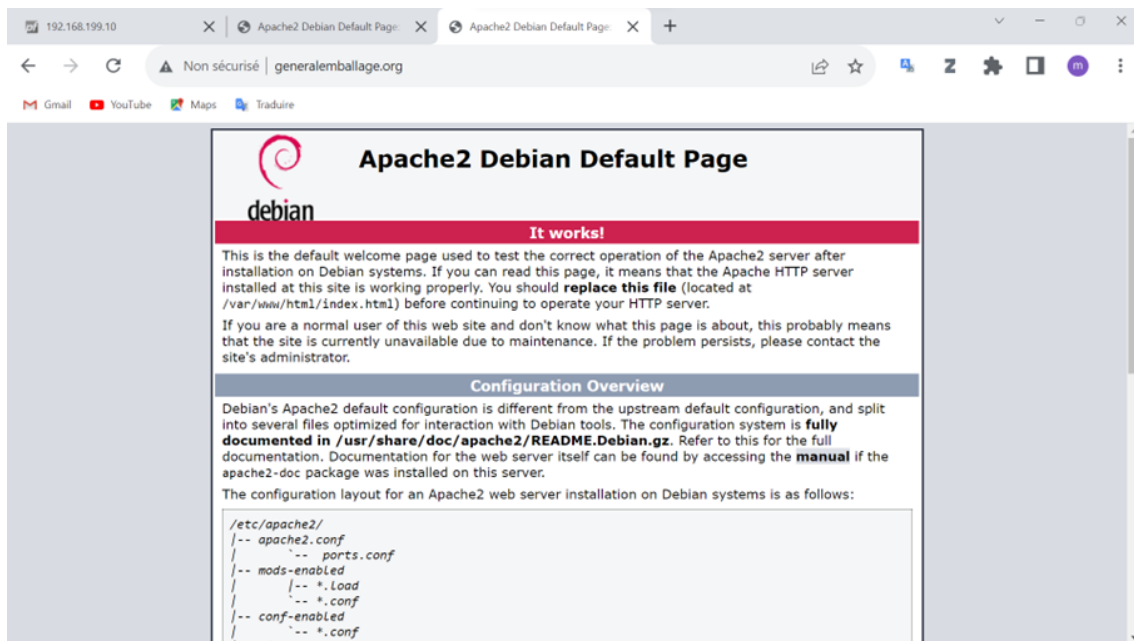 192.168.199.10
Apache2 Debian Default Page:
Apache2 Debian Default Page:
Non sécurisé | generalemballage.org
Gmail
YouTube
Maps
Traduire
debian
Apache2 Debian Default Page
It works!
This is the default welcome page used to test the correct operation of the Apache2 server after
installation on Debian systems. If you can read this page, it means that the Apache HTTP server
installed at this site is working properly. You should replace this file (located at
/var/www/html/index.html) before continuing to operate your HTTP server.
If you are a normal user of this web site and don't know what this page is about, this probably means
that the site is currently unavailable due to maintenance. If the problem persists, please contact the
site's administrator.
Configuration Overview
Debian's Apache2 default configuration is different from the upstream default configuration, and split
into several files optimized for interaction with Debian tools. The configuration system is fully
documented in /usr/share/doc/apache2/README.Debian.gz. Refer to this for the full
documentation. Documentation for the web server itself can be found by accessing the manual if the
apache2-doc package was installed on this server.
The configuration layout for an Apache2 web server installation on Debian systems is as follows:
/etc/apache2/
|-- apache2.conf
|       `--  ports.conf
|-- mods-enabled
|       |-- *.load
|       `-- *.conf
|-- conf-enabled
|       `-- *.conf